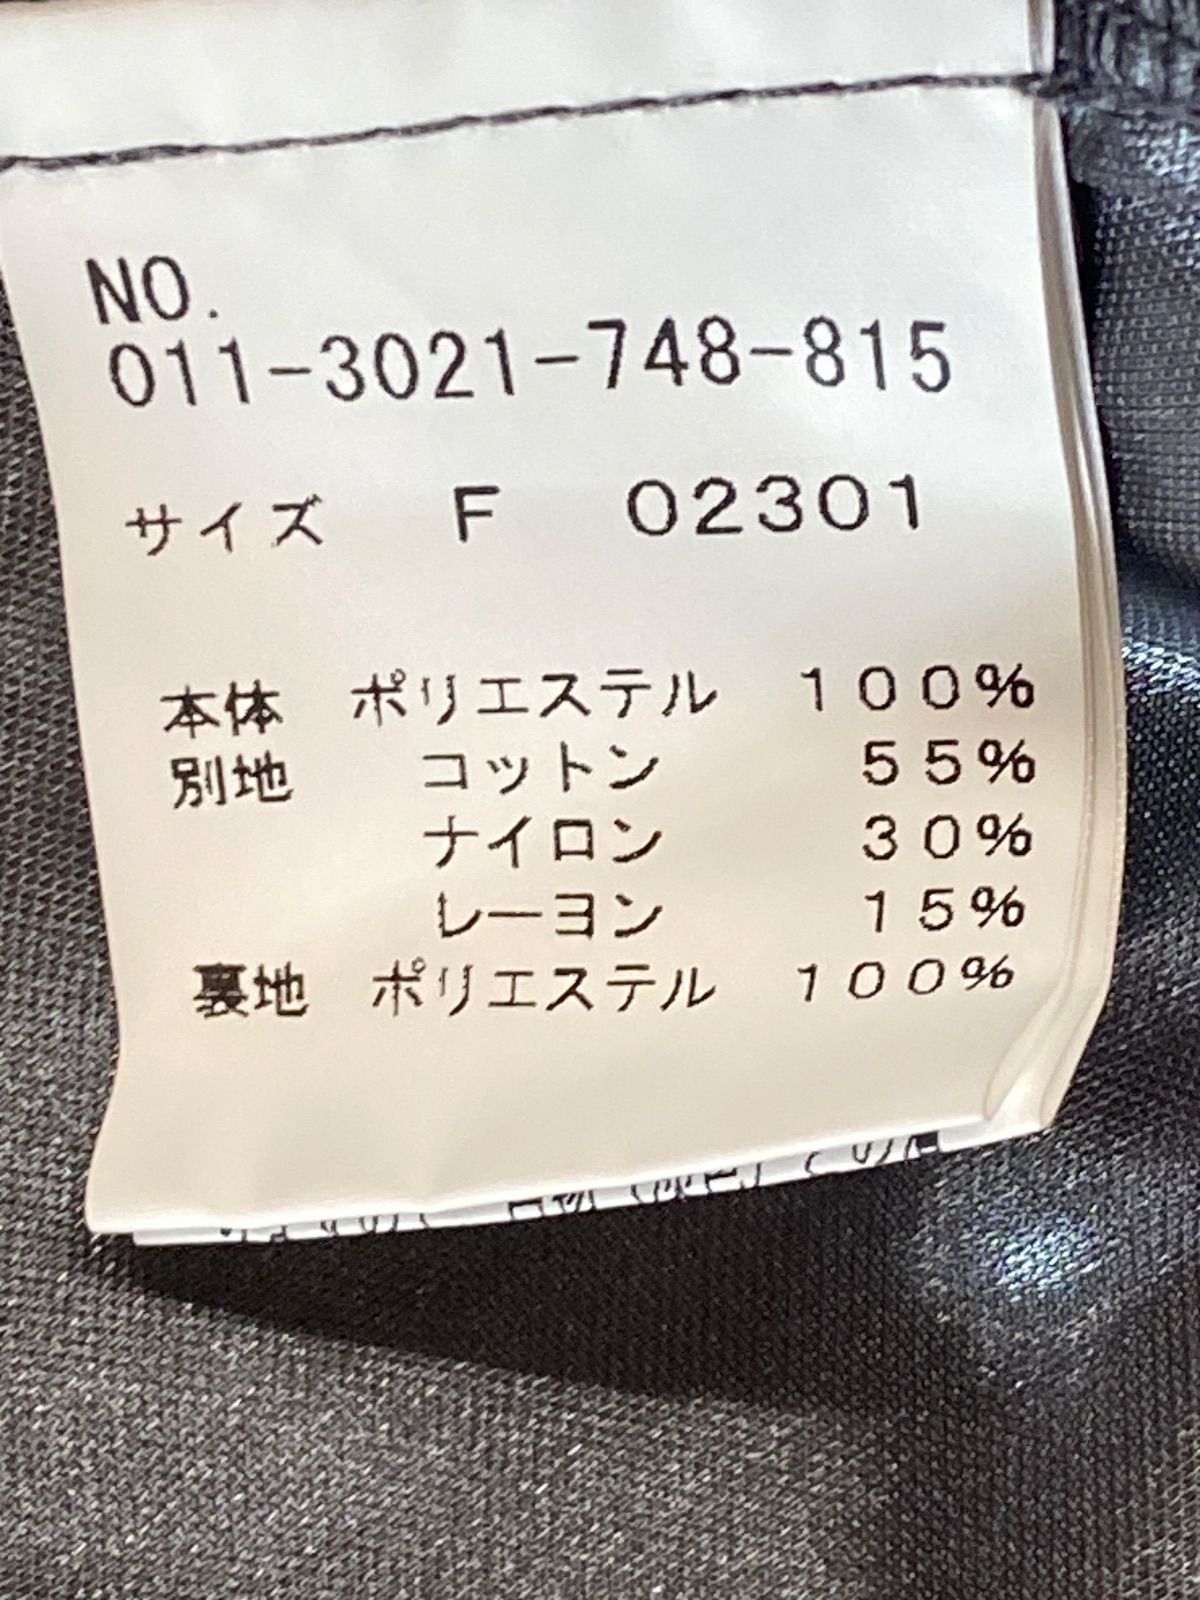 NO.
011-3021-748-815
サイズ F 02301
本体 ポリエステル 100%
別地 コットン 55%
ナイロン 30%
レーヨン 15%
裏地 ポリエステル 100%